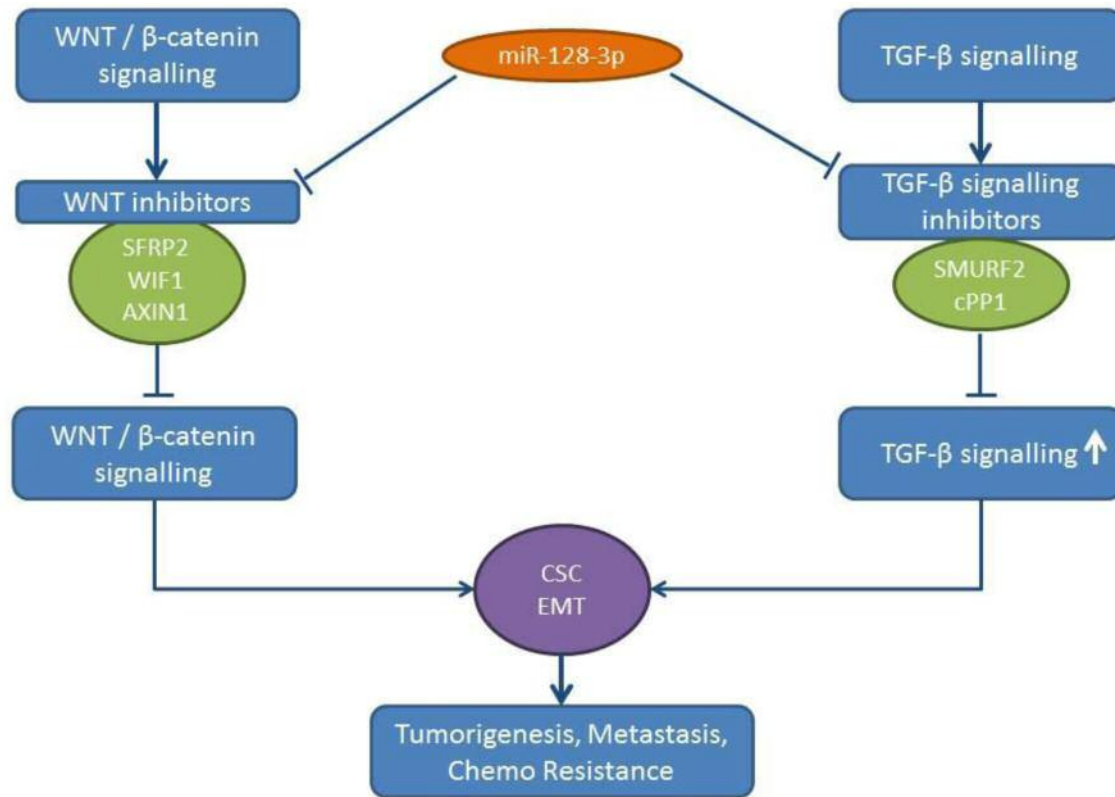 WNT / β-catenin
signalling
miR-128-3p
TGF-β signalling
WNT inhibitors
SFRP2
WIF1
AXIN1
TGF-β signalling
inhibitors
SMURF2
cPP1
WNT / β-catenin
signalling
TGF-β signalling
CSC
EMT
Tumorigenesis, Metastasis,
Chemo Resistance